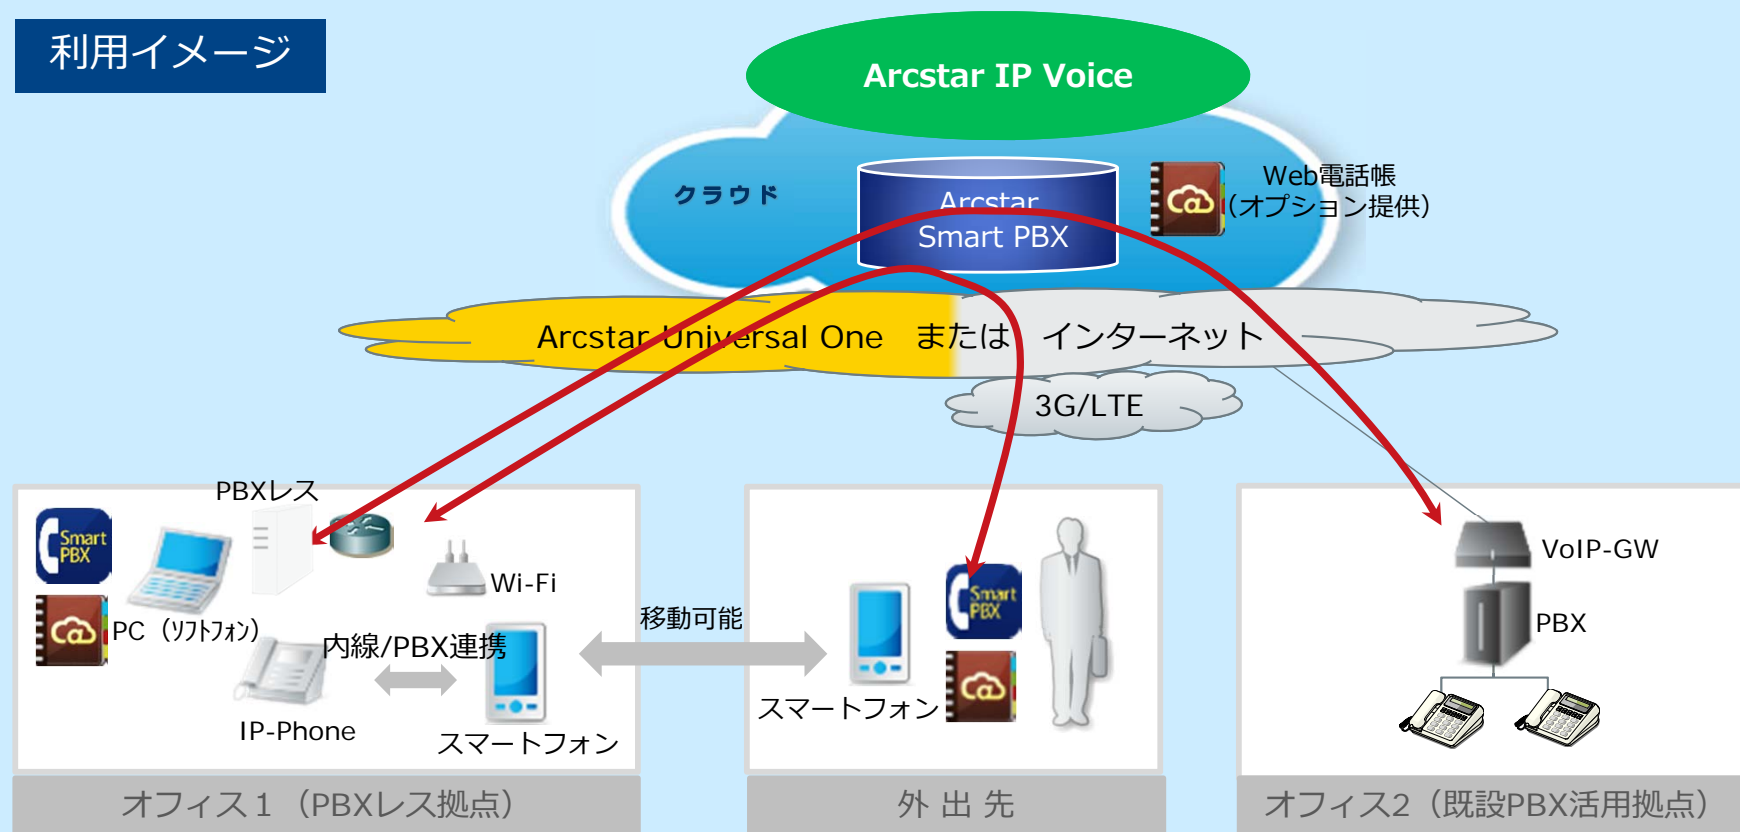 利用イメージ
Arcstar IP Voice
クラウド
Arcstar
Smart PBX
Web電話帳
（オプション提供）
Arcstar Universal One　または　インターネット
3G/LTE
PBXレス
Smart
PBX
Wi-Fi
PC（ｿﾌﾄﾌｫﾝ）
内線/PBX連携
IP-Phone
スマートフォン
オフィス１（PBXレス拠点）
移動可能
Smart
PBX
スマートフォン
外 出 先
VoIP-GW
PBX
オフィス2（既設PBX活用拠点）